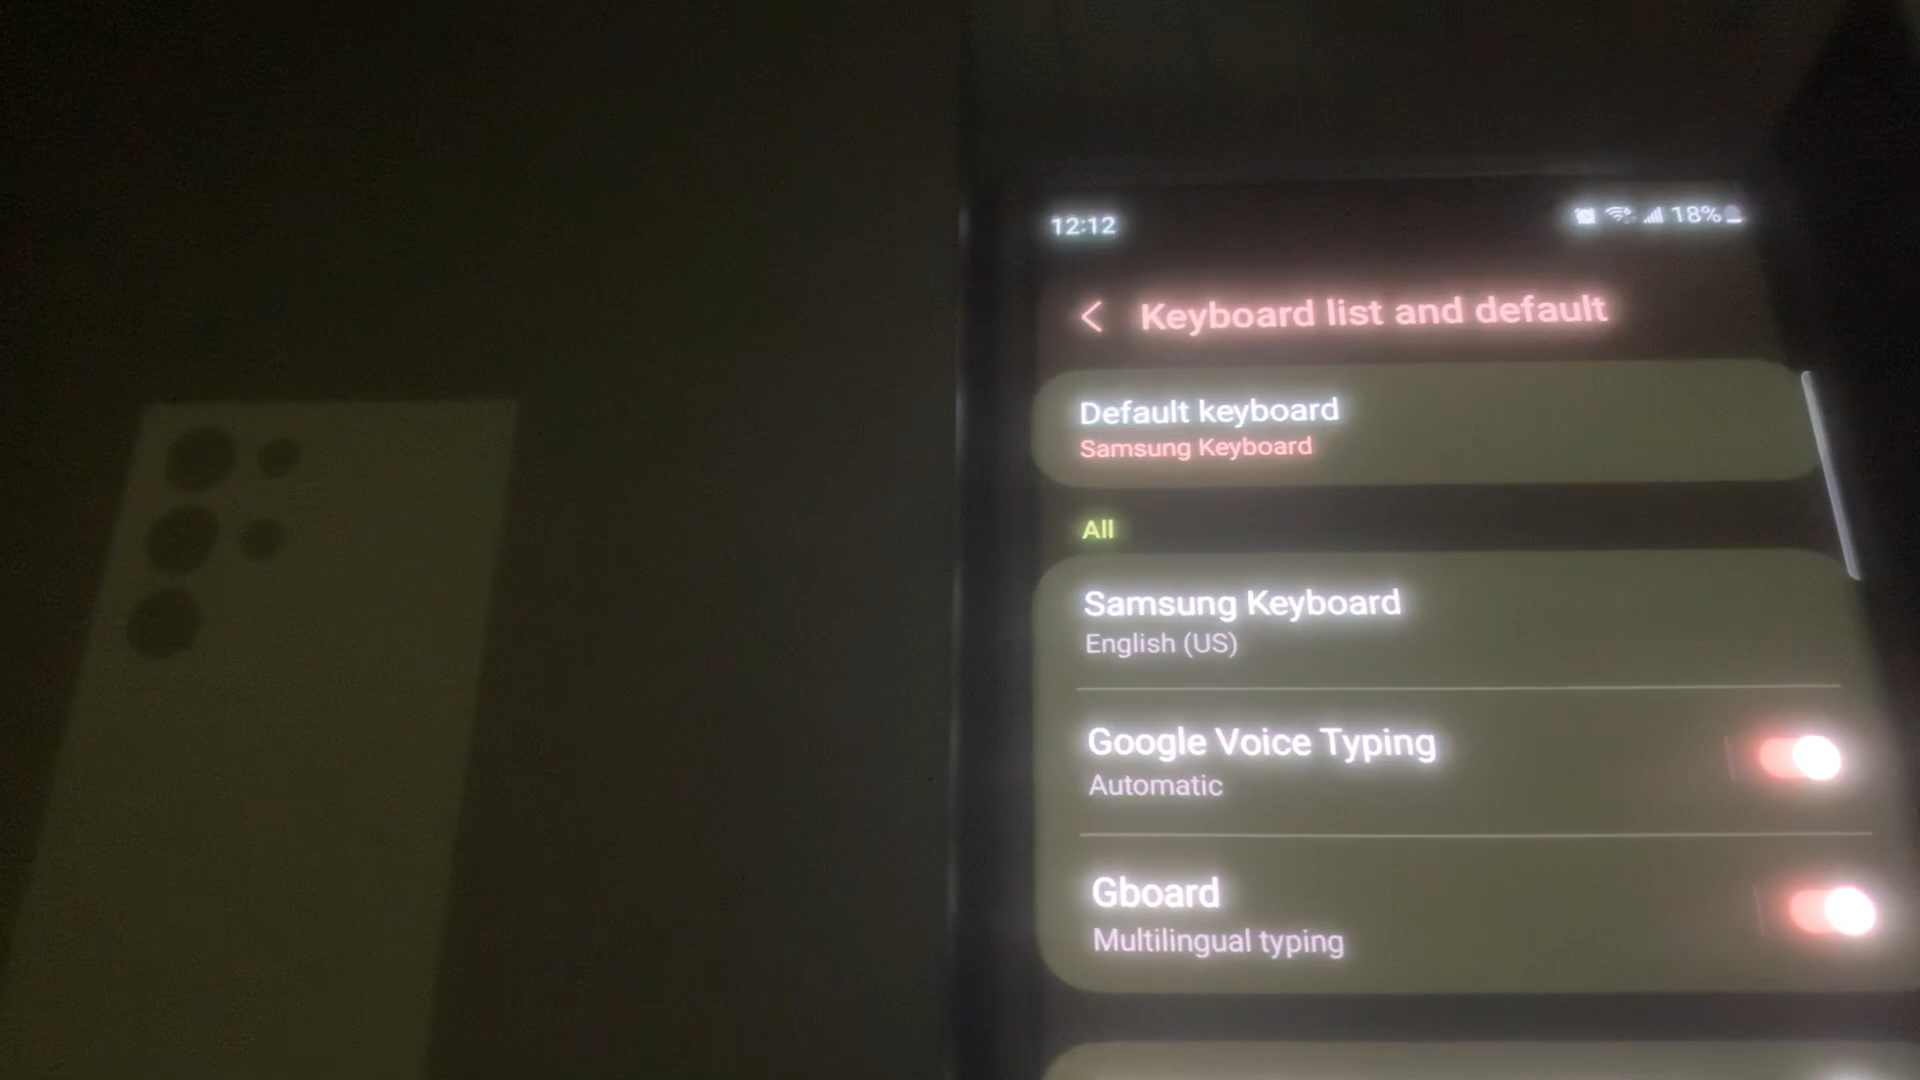 12:12
18%
Keyboard list and default
Default keyboard
Samsung Keyboard
All
Samsung Keyboard
English (US)
Google Voice Typing
Automatic
Gboard
Multilingual typing